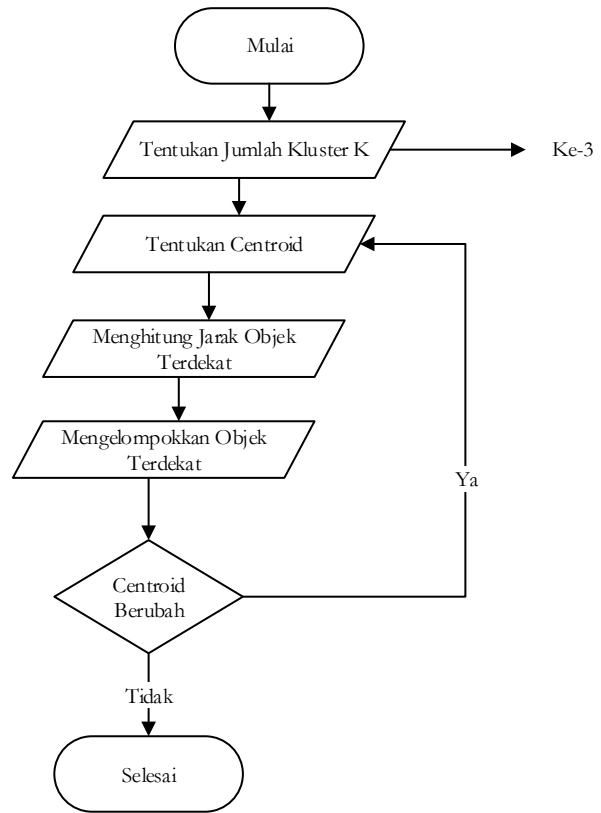 Mulai
Tentukan Jumlah Kluster K
Ke-3
Tentukan Centroid
Menghitung Jarak Objek
Terdekat
Mengelompokkan Objek
Terdekat
Ya
Centroid
Berubah
Tidak
Selesai